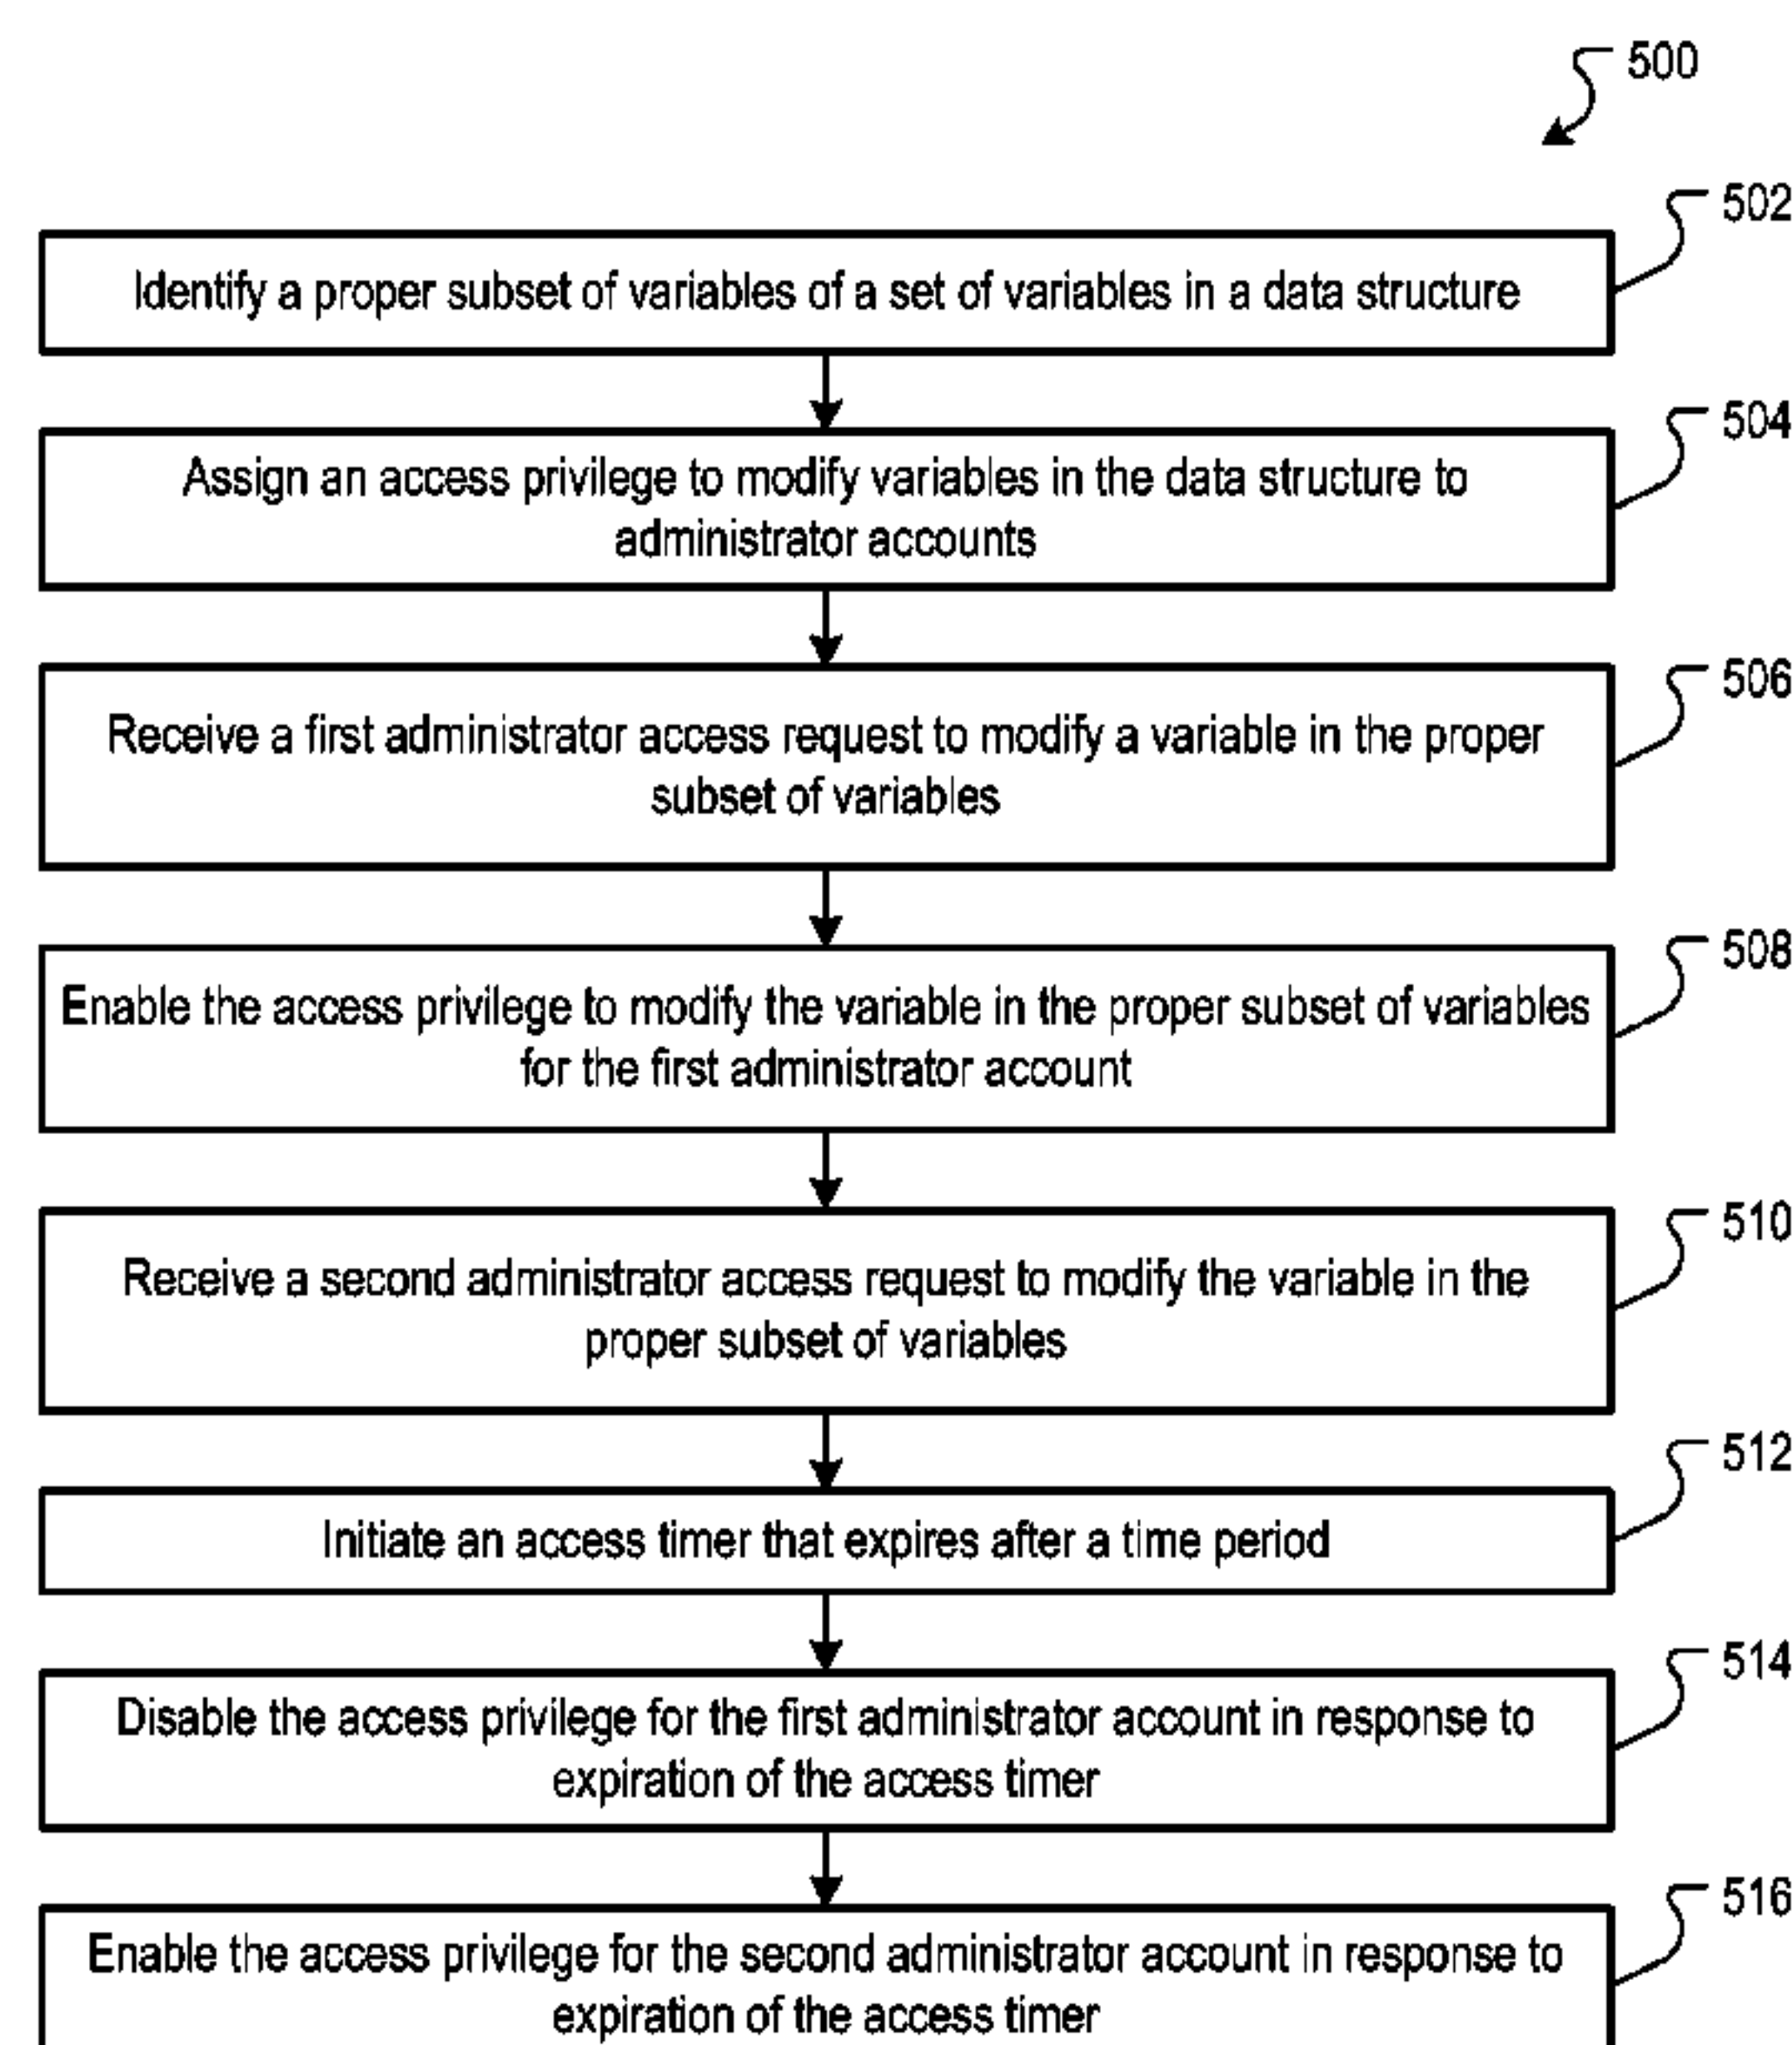 500
502
Identify a proper subset of variables of a set of variables in a data structure
504
Assign an access privilege to modify variables in the data structure to
administrator accounts
506
Receive a first administrator access request to modify a variable in the proper
subset of variables
508
Enable the access privilege to modify the variable in the proper subset of variables
for the first administrator account
510
Receive a second administrator access request to modify the variable in the
proper subset of variables
512
Initiate an access timer that expires after a time period
514
Disable the access privilege for the first administrator account in response to
expiration of the access timer
516
Enable the access privilege for the second administrator account in response to
expiration of the access timer